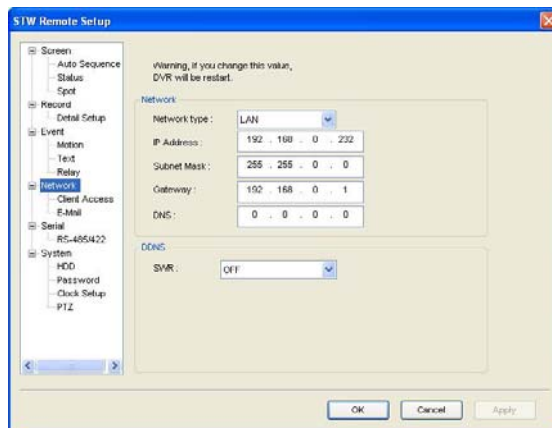 STW Remote Setup
Screen
Auto Sequence
Status
Spot
Record
Detail Setup
Event
Motion
Text
Relay
Network
Client Access
E-Mail
Serial
RS-485/422
System
HDD
Password
Clock Setup
PTZ
Warning, if you change this value,
DVR will be restart.
Network
Network type : LAN
IP Address : 192 . 168 . 0 . 232
Subnet Mask : 255 . 255 . 0 . 0
Gateway : 192 . 168 . 0 . 1
DNS : 0 . 0 . 0 . 0
DDNS
SWR : OFF
OK Cancel Apply